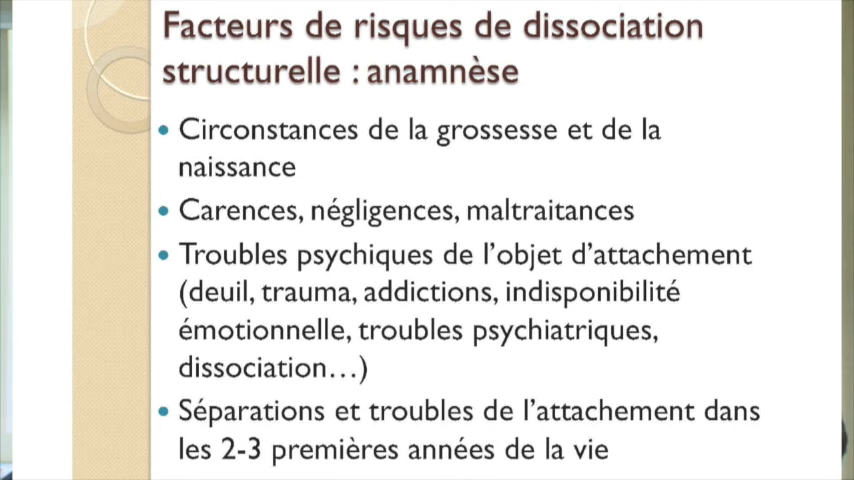 Facteurs de risques de dissociation
structurelle : anamnèse
• Circonstances de la grossesse et de la
naissance
• Carences, négligences, maltraitances
• Troubles psychiques de l'objet d'attachement
(deuil, trauma, addictions, indisponibilité
émotionnelle, troubles psychiatriques,
dissociation...)
• Séparations et troubles de l'attachement dans
les 2-3 premières années de la vie